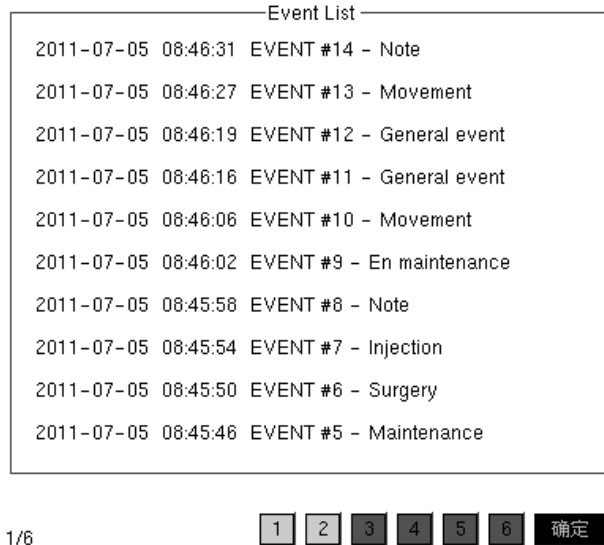 Event List
2011-07-05 08:46:31 EVENT #14 - Note
2011-07-05 08:46:27 EVENT #13 - Movement
2011-07-05 08:46:19 EVENT #12 - General event
2011-07-05 08:46:16 EVENT #11 - General event
2011-07-05 08:46:06 EVENT #10 - Movement
2011-07-05 08:46:02 EVENT #9 - En maintenance
2011-07-05 08:45:58 EVENT #8 - Note
2011-07-05 08:45:54 EVENT #7 - Injection
2011-07-05 08:45:50 EVENT #6 - Surgery
2011-07-05 08:45:46 EVENT #5 - Maintenance
1/6 1 2 3 4 5 6 确定